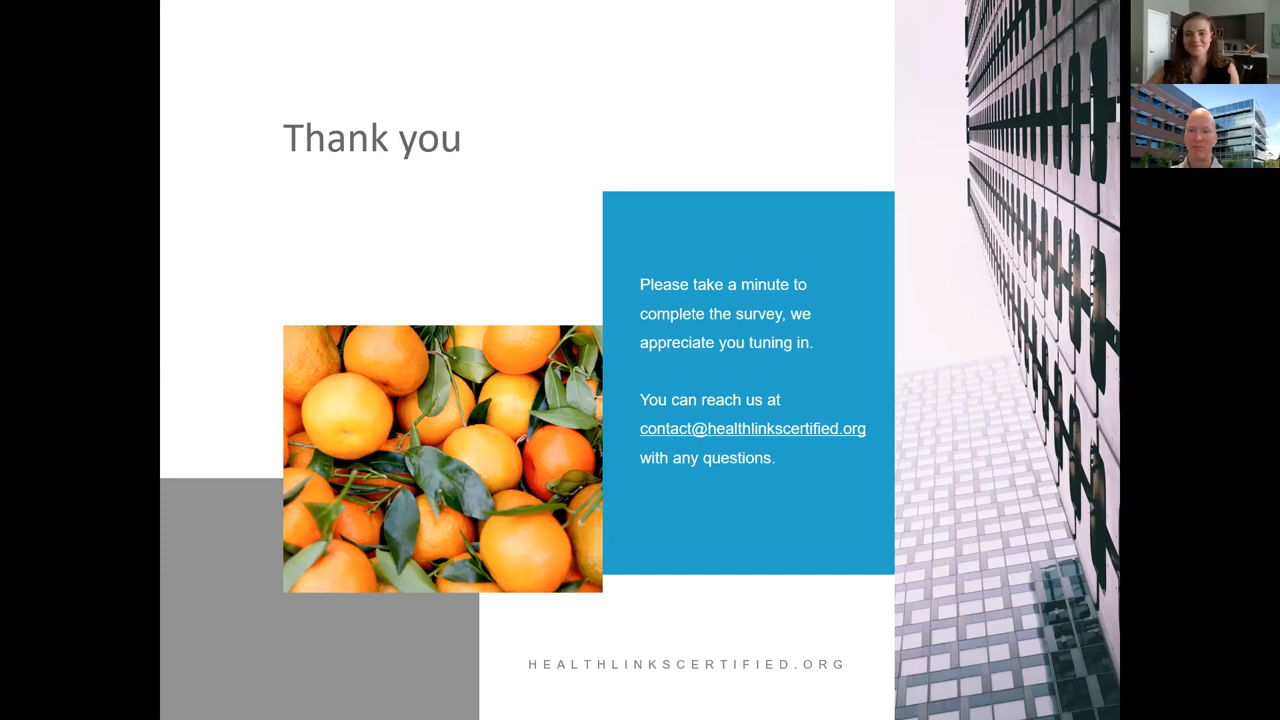 Thank you
Please take a minute to
complete the survey, we
appreciate you tuning in.
You can reach us at
contact@healthlinkscertified.org
with any questions.
HEALTHLINKSCERTIFIED.ORG